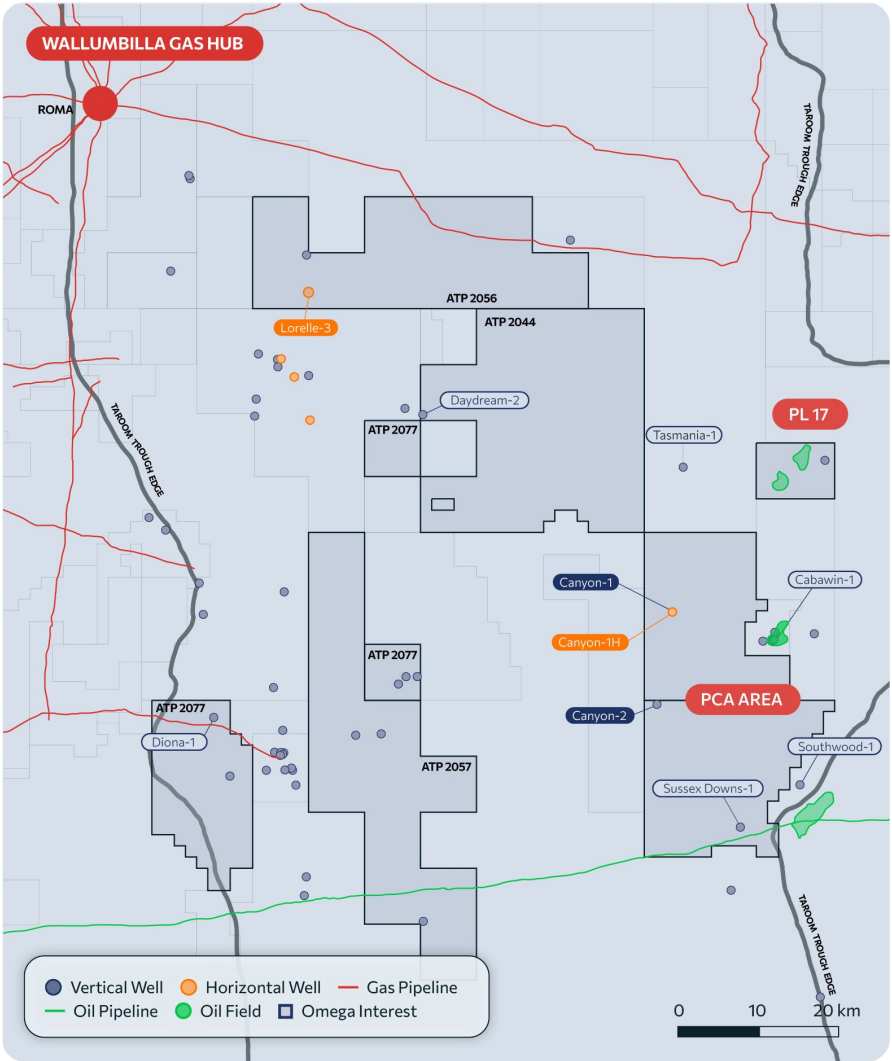 WALLUMBILLA GAS HUB
ROMA
TAROOM TROUGH EDGE
ATP 2056
Lorelle-3
ATP 2044
Daydream-2
PL 17
ATP 2077
Tasmania-1
TAROOM TROUGH EDGE
Canyon-1
Cabawin-1
Canyon-1H
ATP 2077
PCA AREA
ATP 2077
Canyon-2
Diona-1
Southwood-1
ATP 2057
Sussex Downs-1
TAROOM TROUGH EDGE
Vertical Well
Horizontal Well
Gas Pipeline
Oil Pipeline
Oil Field
Omega Interest
0 10 20 km